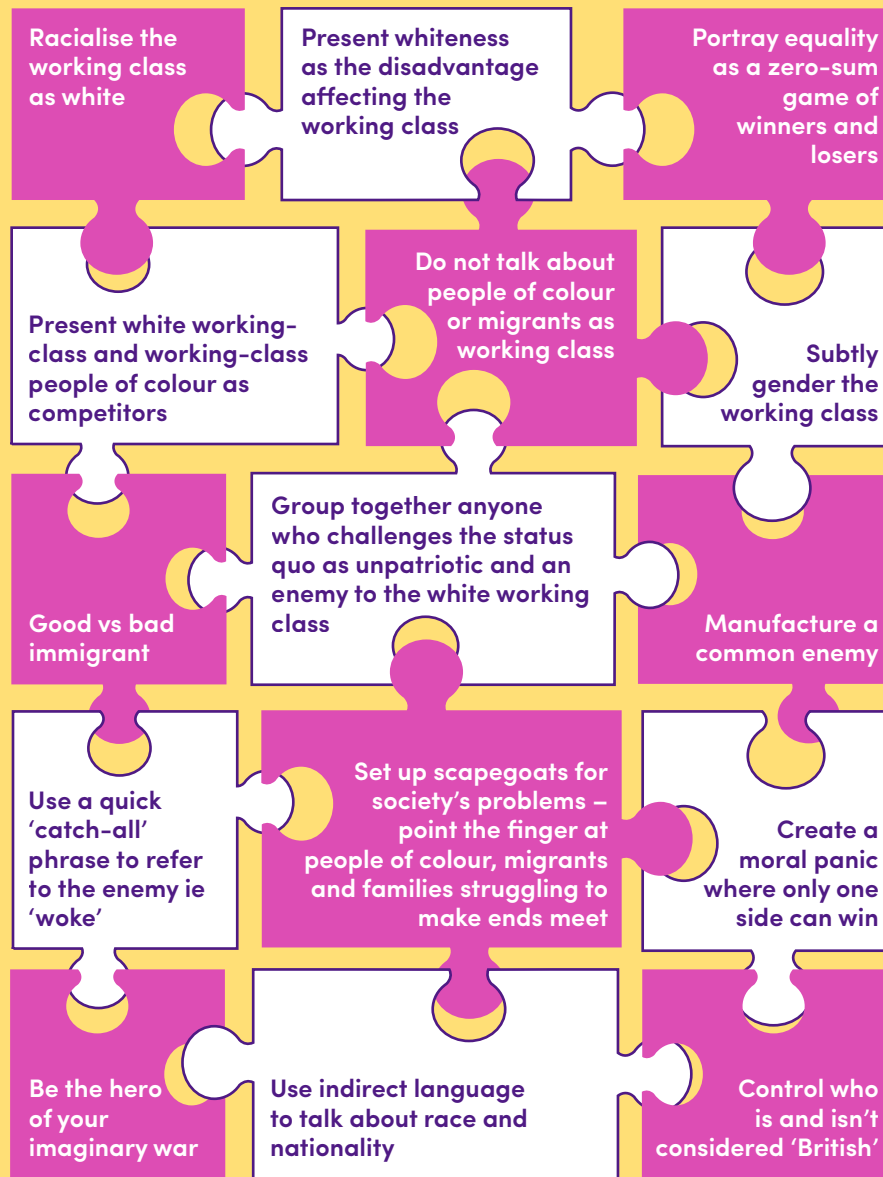 Racialise the
working class
as white
Present whiteness
as the disadvantage
affecting the
working class
Portray equality
as a zero-sum
game of
winners and
losers
Present white working-
class and working-class
people of colour as
competitors
Do not talk about
people of colour
or migrants as
working class
Subtly
gender the
working class
Good vs bad
immigrant
Group together anyone
who challenges the status
quo as unpatriotic and an
enemy to the white working
class
Manufacture a
common enemy
Use a quick
‘catch-all’
phrase to refer
to the enemy ie
‘woke’
Set up scapegoats for
society’s problems –
point the finger at
people of colour, migrants
and families struggling to
make ends meet
Create a
moral panic
where only one
side can win
Be the hero
of your
imaginary war
Use indirect language
to talk about race and
nationality
Control who
is and isn’t
considered ‘British’